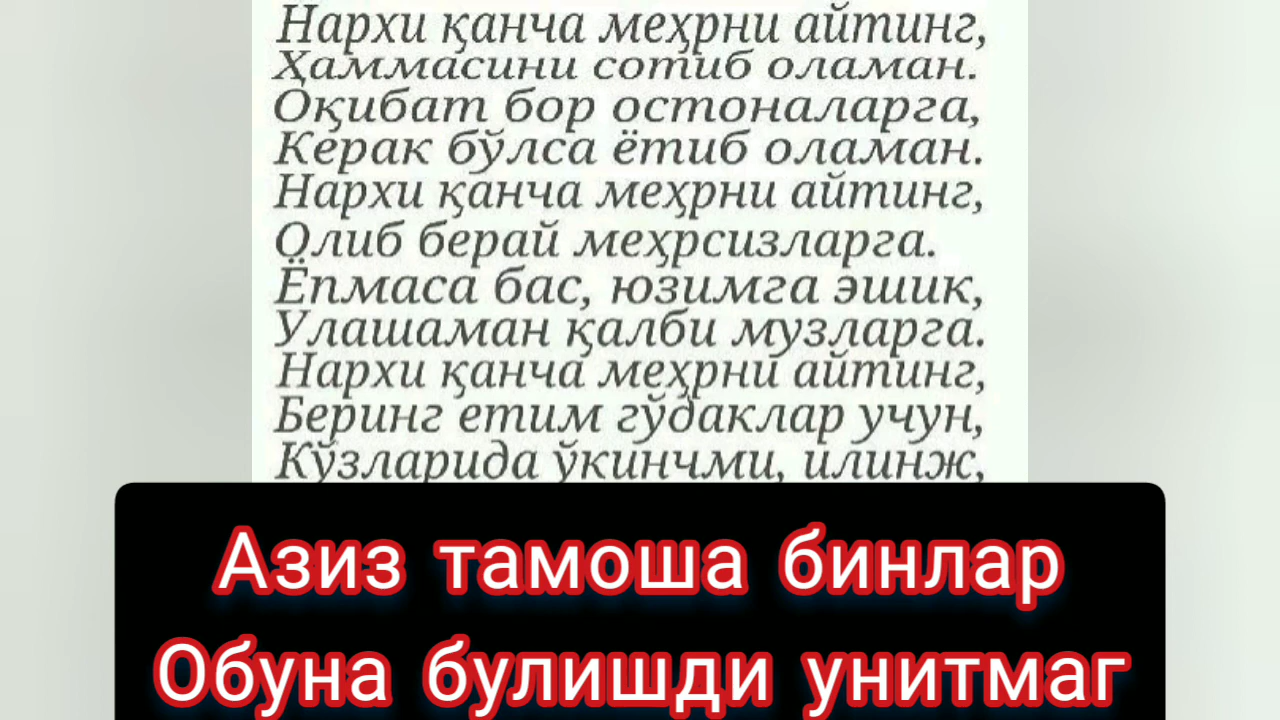 Нархи қанча меҳрни айтинг,
Ҳаммасини сотиб оламан.
Оқибат бор остоналарга,
Керак бўлса ётиб оламан.
Нархи қанча меҳрни айтинг,
Олиб берай меҳрсизларга.
Ёпмаса бас, юзимга эшик,
Улашаман қалби музларга.
Нархи қанча меҳрни айтинг,
Беринг етим гўдаклар учун,
Кўзларида ўкинчми, илинж,
Азиз тамоша бинлар
Обуна булишди унитмаг